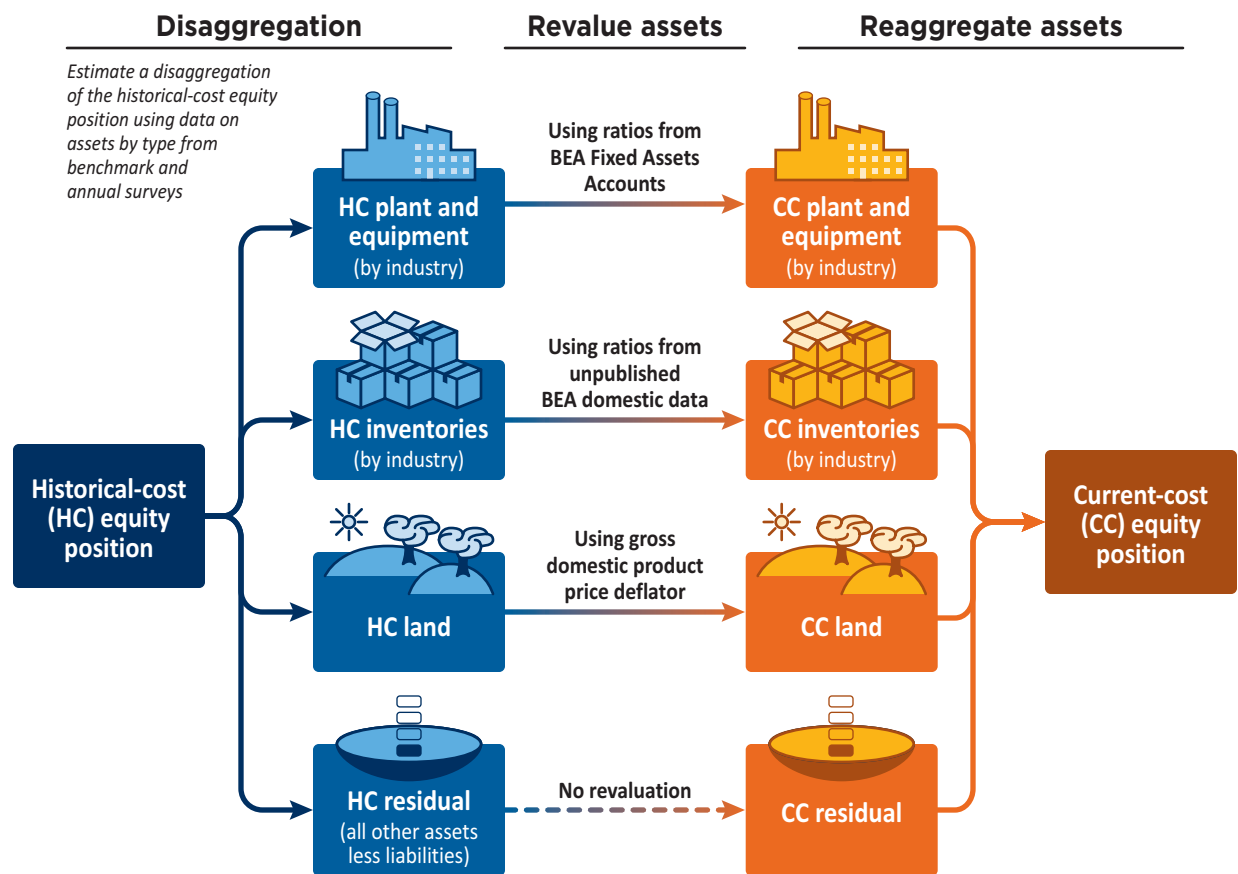 Disaggregation
Revalue assets
Reaggregate assets
Estimate a disaggregation
of the historical-cost equity
position using data on
assets by type from
benchmark and
annual surveys
Historical-cost
(HC) equity
position
HC plant and
equipment
(by industry)
Using ratios from
BEA Fixed Assets
Accounts
CC plant and
equipment
(by industry)
HC inventories
(by industry)
Using ratios from
unpublished
BEA domestic data
CC inventories
(by industry)
HC land
Using gross
domestic product
price deflator
CC land
HC residual
(all other assets
less liabilities)
No revaluation
CC residual
Current-cost
(CC) equity
position